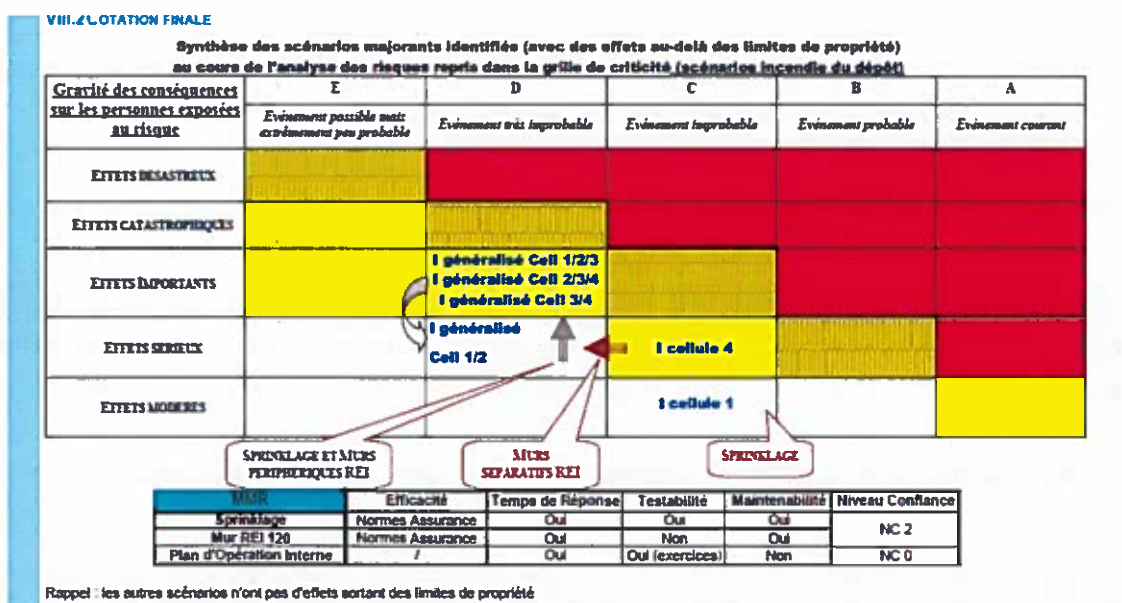 VIII.2 COTATION FINALE
Synthèse des scénarios majorants identifiés (avec des effets au-delà des limites de propriété)
au cours de l'analyse des risques repris dans la grille de criticité (scénarios incendie du dépôt)
Gravité des conséquences sur les personnes exposées au risque
E
D
C
B
A
Evénement possible mais extrêmement peu probable
Evénement très improbable
Evénement improbable
Evénement probable
Evénement courant
EFFETS DESASTREUX
EFFETS CATASTROPHIQUES
EFFETS IMPORTANTS
I généralisé Cell 1/2/3
I généralisé Cell 2/3/4
I généralisé Cell 3/4
EFFETS SERIEUX
I généralisé
Cell 1/2
I cellule 4
EFFETS MODERES
I cellule 1
SPRINKLAGE ET MURS
PERIPHERIQUES REI
MURS
SEPARATIFS REI
SPRINKLAGE
MMR Efficacité Temps de Réponse Testabilité Maintenabilité Niveau Confiance
Sprinklage Normes Assurance Oui Oui Oui NC 2
Mur REI 120 Normes Assurance Oui Non Oui
Plan d'Opération Interne / Oui Oui (exercices) Non NC 0
Rappel : les autres scénarios n'ont pas d'effets sortant des limites de propriété